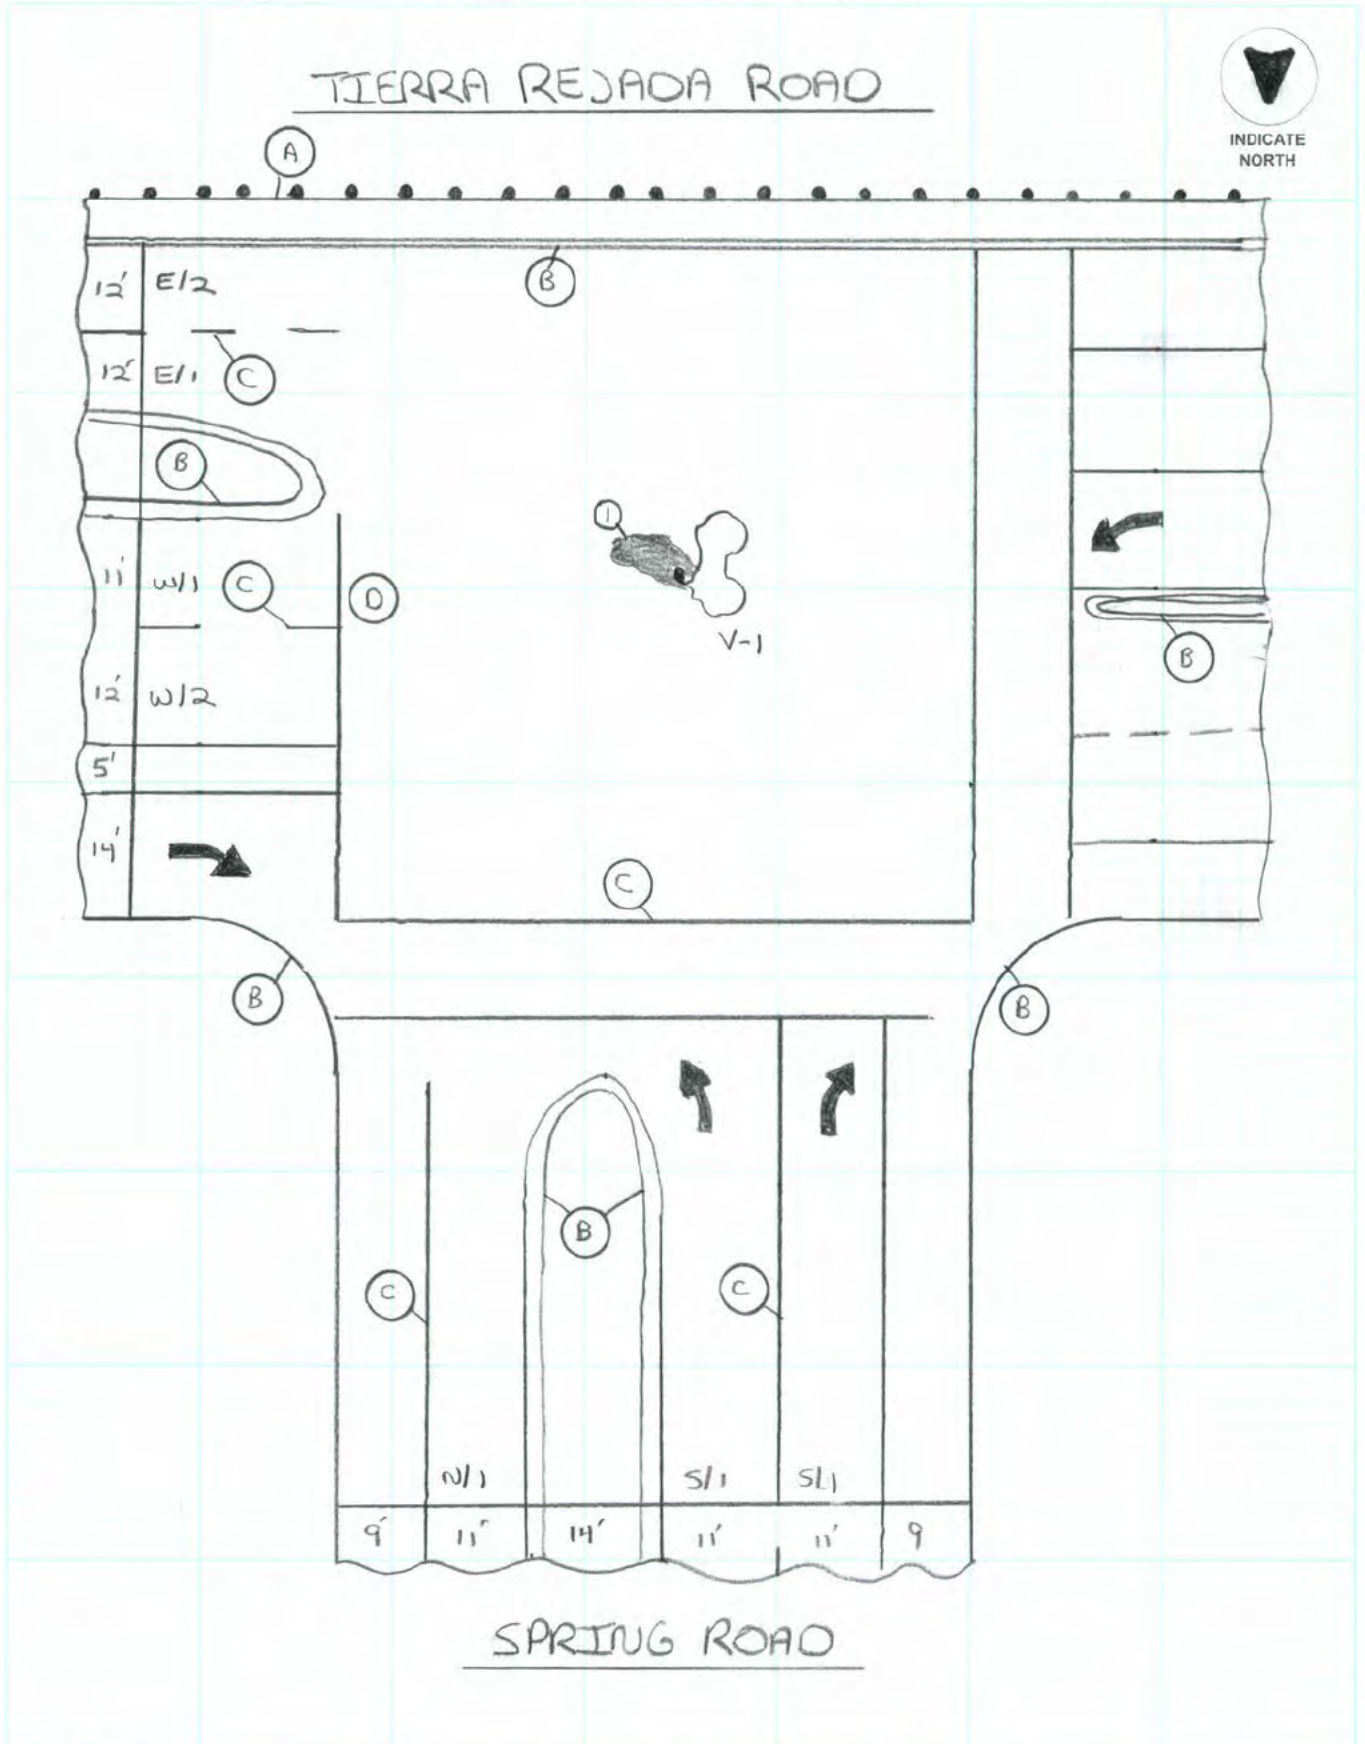 TIERRA REJADA ROAD
INDICATE
NORTH
A
B
12' E/2
12' E/1 C
B
1
11' W/1 C D
V-1
B
12' W/2
5'
14'
C
B
B
B
C
C
N/1 S/1 SL1
9' 11' 14' 11' 11' 9
SPRING ROAD